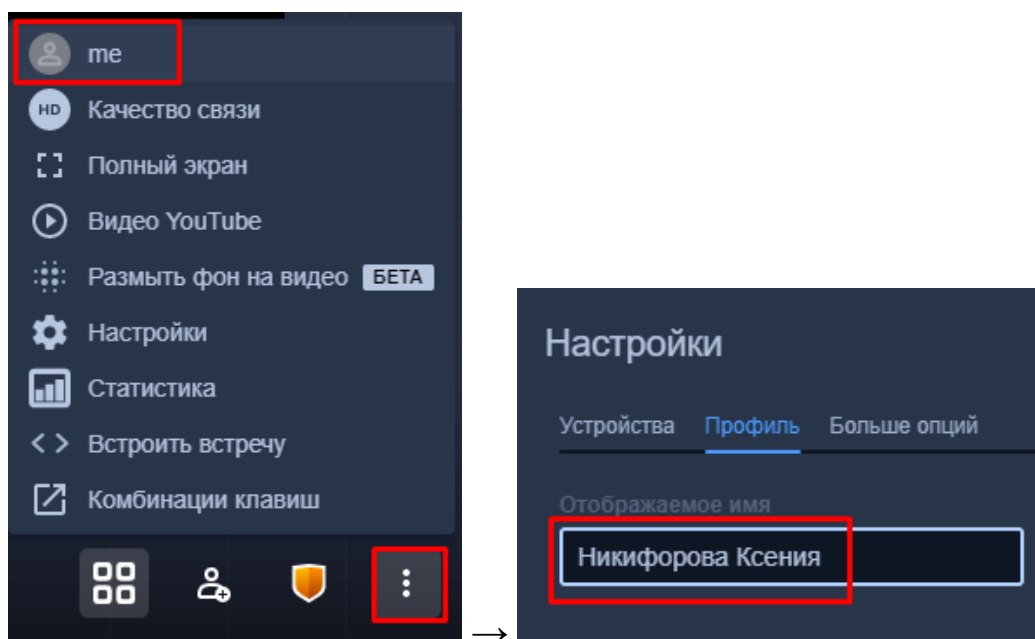 me
HD Качество связи
Полный экран
Видео YouTube
Размыть фон на видео БЕТА
Настройки
Статистика
Встроить встречу
Комбинации клавиш
→
Настройки
Устройства Профиль Больше опций
Отображаемое имя
Никифорова Ксения